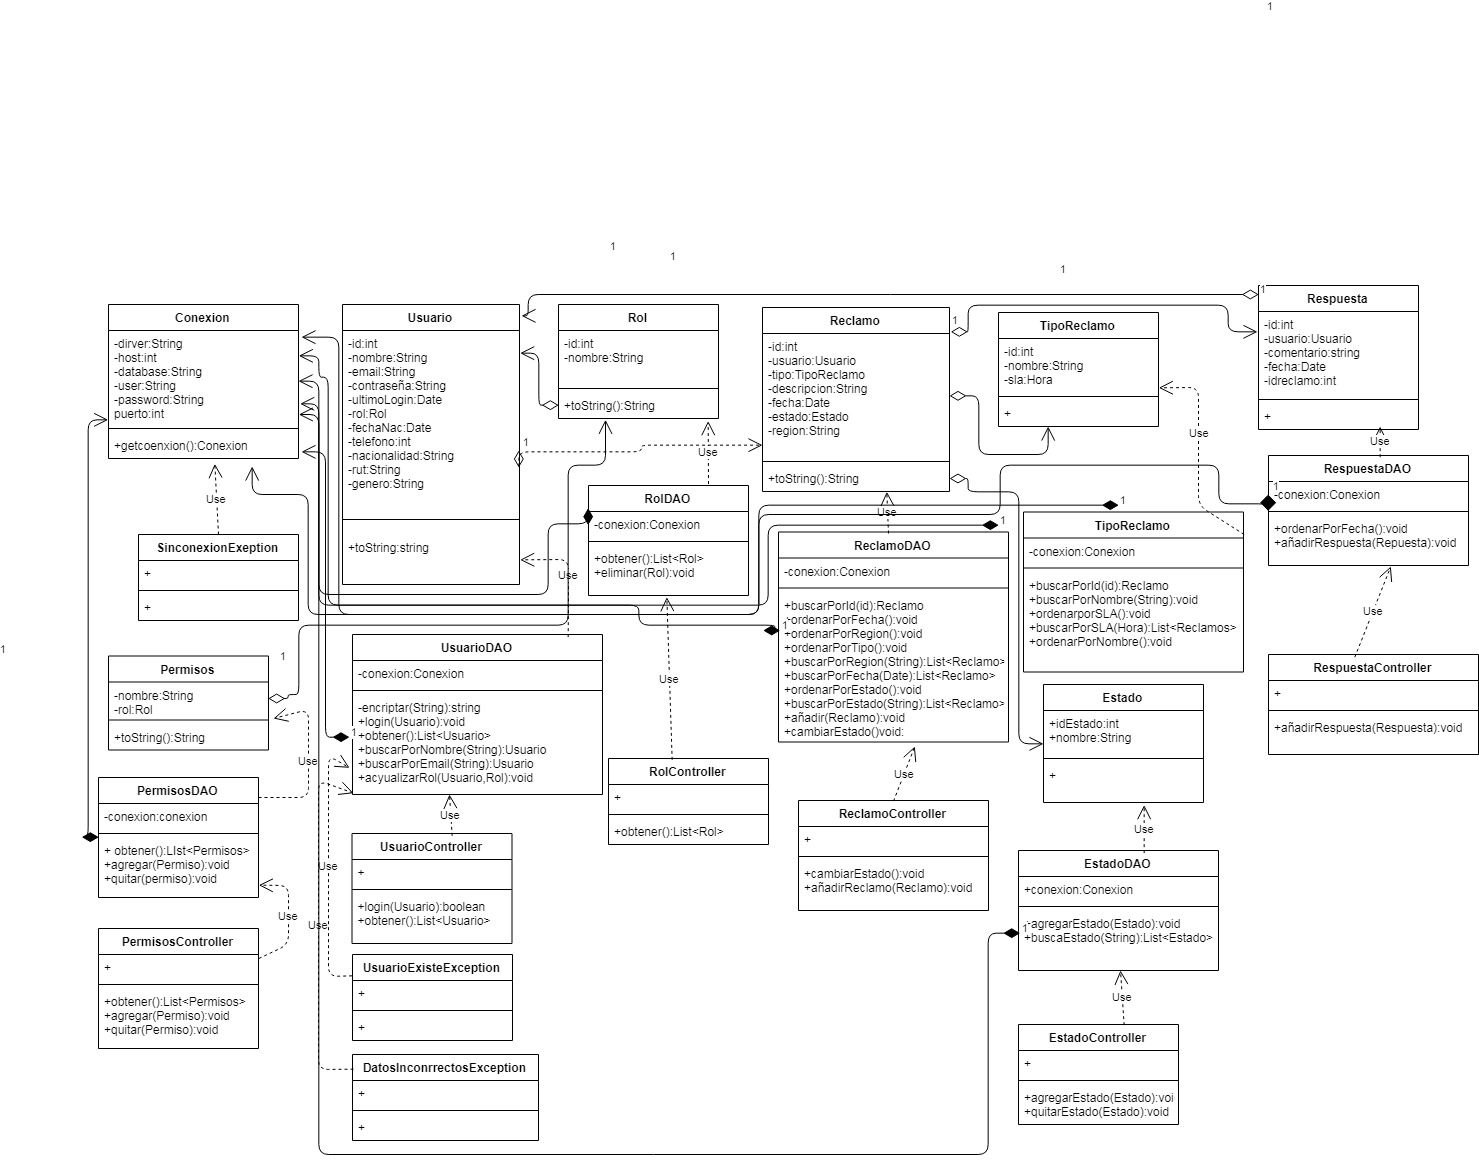 1
1
1
1
1
1
Conexion
-dirver:String
-host:int
-database:String
-user:String
-password:String
puerto:int
+getcoenxion():Conexion
Use
SinconexionExeption
+
+
Usuario
-id:int
-nombre:String
-email:String
-contraseña:String
-ultimoLogin:Date
-rol:Rol
-fechaNac:Date
-telefono:int
-nacionalidad:String
-rut:String
-genero:String
+toString:string
1
Use
Rol
-id:int
-nombre:String
+toString():String
Use
RolDAO
-conexion:Conexion
+obtener():List<Rol>
+eliminar(Rol):void
Use
RolController
+
+obtener():List<Rol>
Reclamo
-id:int
-usuario:Usuario
-tipo:TipoReclamo
-descripcion:String
-fecha:Date
-estado:Estado
-region:String
+toString():String
1
Use
1
ReclamoDAO
-conexion:Conexion
1
+buscarPorId(id):Reclamo
-ordenarPorFecha():void
+ordenarPorRegion():void
+ordenarPorTipo():void
+buscarPorRegion(String):List<Reclamo>
+buscarPorFecha(Date):List<Reclamo>
+ordenarPorEstado():void
+buscarPorEstado(String):List<Reclamo>
+añadir(Reclamo):void
+cambiarEstado()void:
Use
ReclamoController
+
+cambiarEstado():void
+añadirReclamo(Reclamo):void
TipoReclamo
-id:int
-nombre:String
-sla:Hora
+
Use
1
TipoReclamo
-conexion:Conexion
+buscarPorId(id):Reclamo
+buscarPorNombre(String):void
+ordenarporSLA():void
+buscarPorSLA(Hora):List<Reclamos>
+ordenarPorNombre():void
Respuesta
-id:int
-usuario:Usuario
-comentario:string
-fecha:Date
-idreclamo:int
+
1
Use
RespuestaDAO
1
-conexion:Conexion
+ordenarPorFecha():void
+añadirRespuesta(Repuesta):void
Use
RespuestaController
+
+añadirRespuesta(Respuesta):void
Estado
+idEstado:int
+nombre:String
+
Use
EstadoDAO
+conexion:Conexion
1
-agregarEstado(Estado):void
+buscaEstado(String):List<Estado>
Use
EstadoController
+
+agregarEstado(Estado):voi
+quitarEstado(Estado):void
Permisos
-nombre:String
-rol:Rol
+toString():String
Use
PermisosDAO
-conexion:conexion
+ obtener():LIst<Permisos>
+agregar(Permiso):void
+quitar(permiso):void
Use
PermisosController
+
+obtener():List<Permisos>
+agregar(Permiso):void
+quitar(Permiso):void
UsuarioDAO
-conexion:Conexion
1
-encriptar(String):string
+login(Usuario):void
+obtener():List<Usuario>
+buscarPorNombre(String):Usuario
+buscarPorEmail(String):Usuario
+acyualizarRol(Usuario,Rol):void
Use
UsuarioController
+
+login(Usuario):boolean
+obtener():List<Usuario>
Use
UsuarioExisteException
+
+
Use
DatosInconrrectosException
+
+